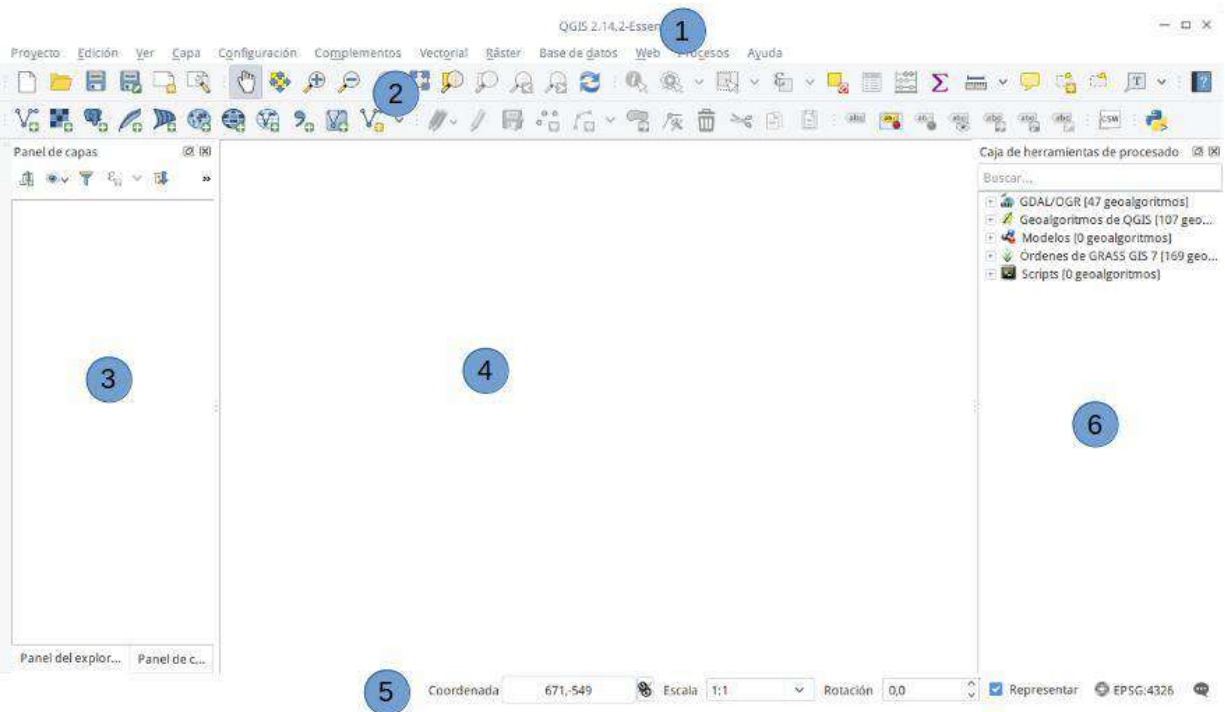 QGIS 2.14.2-Essen
1
Proyecto Edición Ver Capa Configuración Complementos Vectorial Ráster Base de datos Web Procesos Ayuda
2
Panel de capas
Caja de herramientas de procesado
Buscar...
GDAL/OGR [47 geoalgoritmos]
Geoalgoritmos de QGIS [107 geo...
Modelos [0 geoalgoritmos]
Órdenes de GRASS GIS 7 [169 geo...
Scripts [0 geoalgoritmos]
3
4
6
Panel del explor... Panel de c...
5
Coordenada 671,-549 Escala 1:1 Rotación 0,0 Representar EPSG:4326